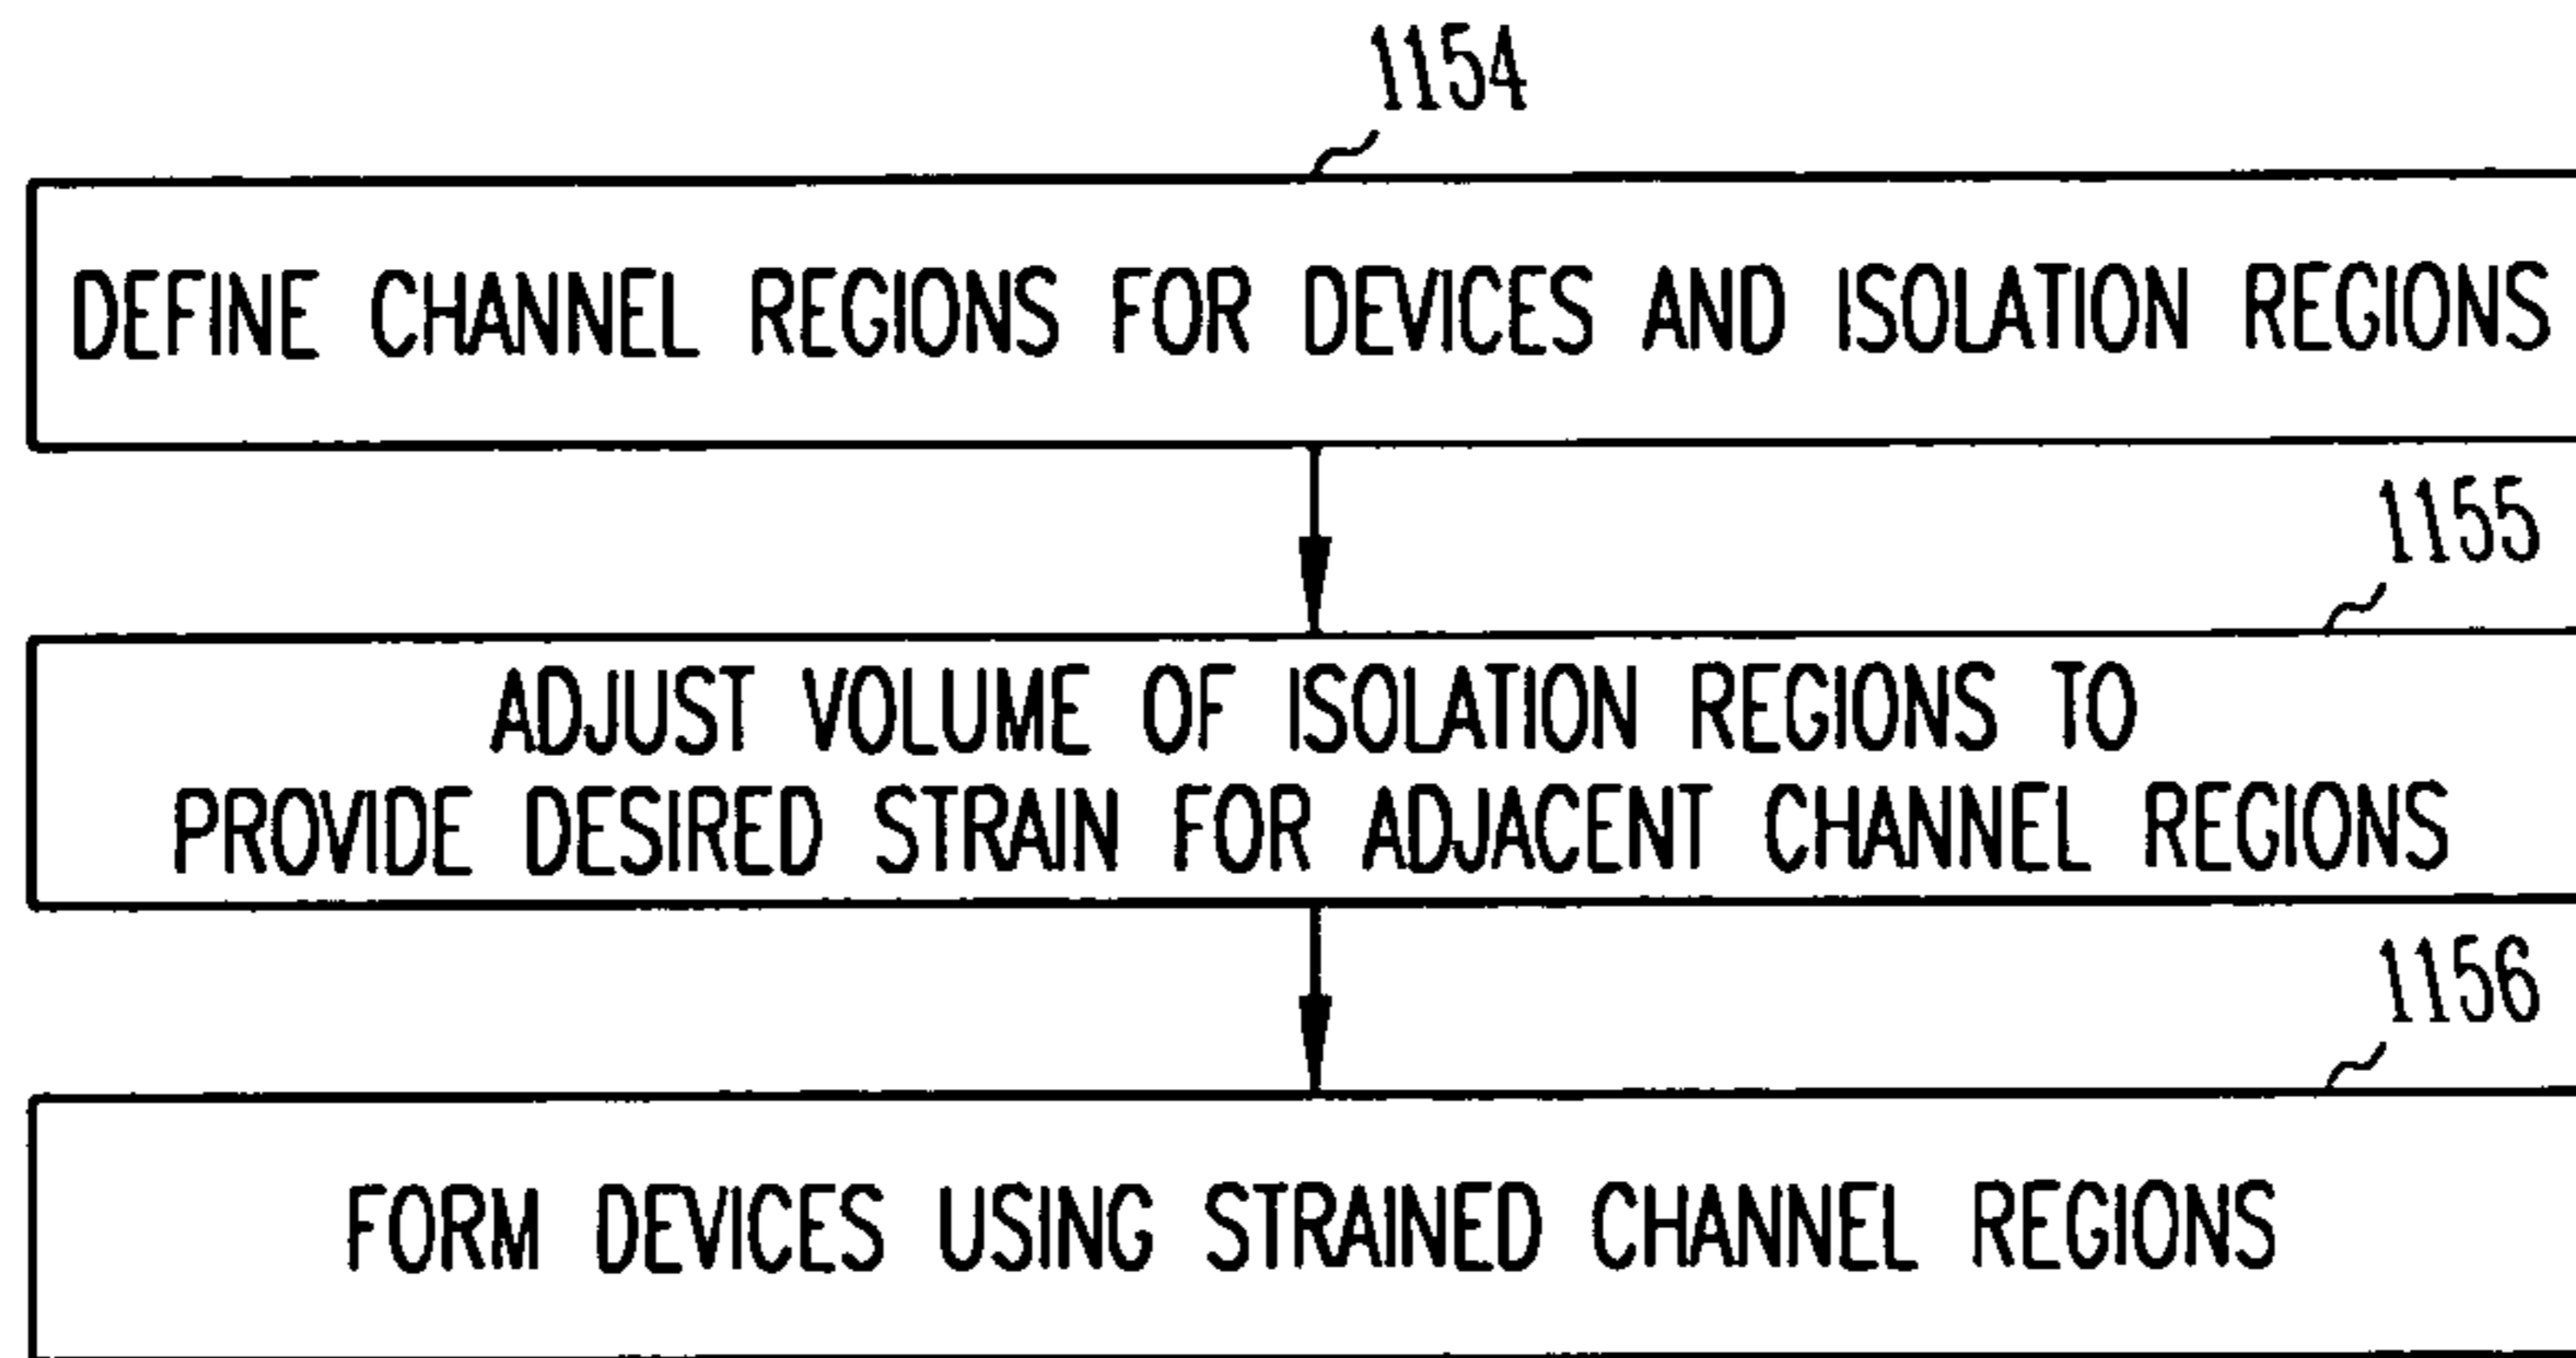 1154
DEFINE CHANNEL REGIONS FOR DEVICES AND ISOLATION REGIONS
1155
ADJUST VOLUME OF ISOLATION REGIONS TO
PROVIDE DESIRED STRAIN FOR ADJACENT CHANNEL REGIONS
1156
FORM DEVICES USING STRAINED CHANNEL REGIONS